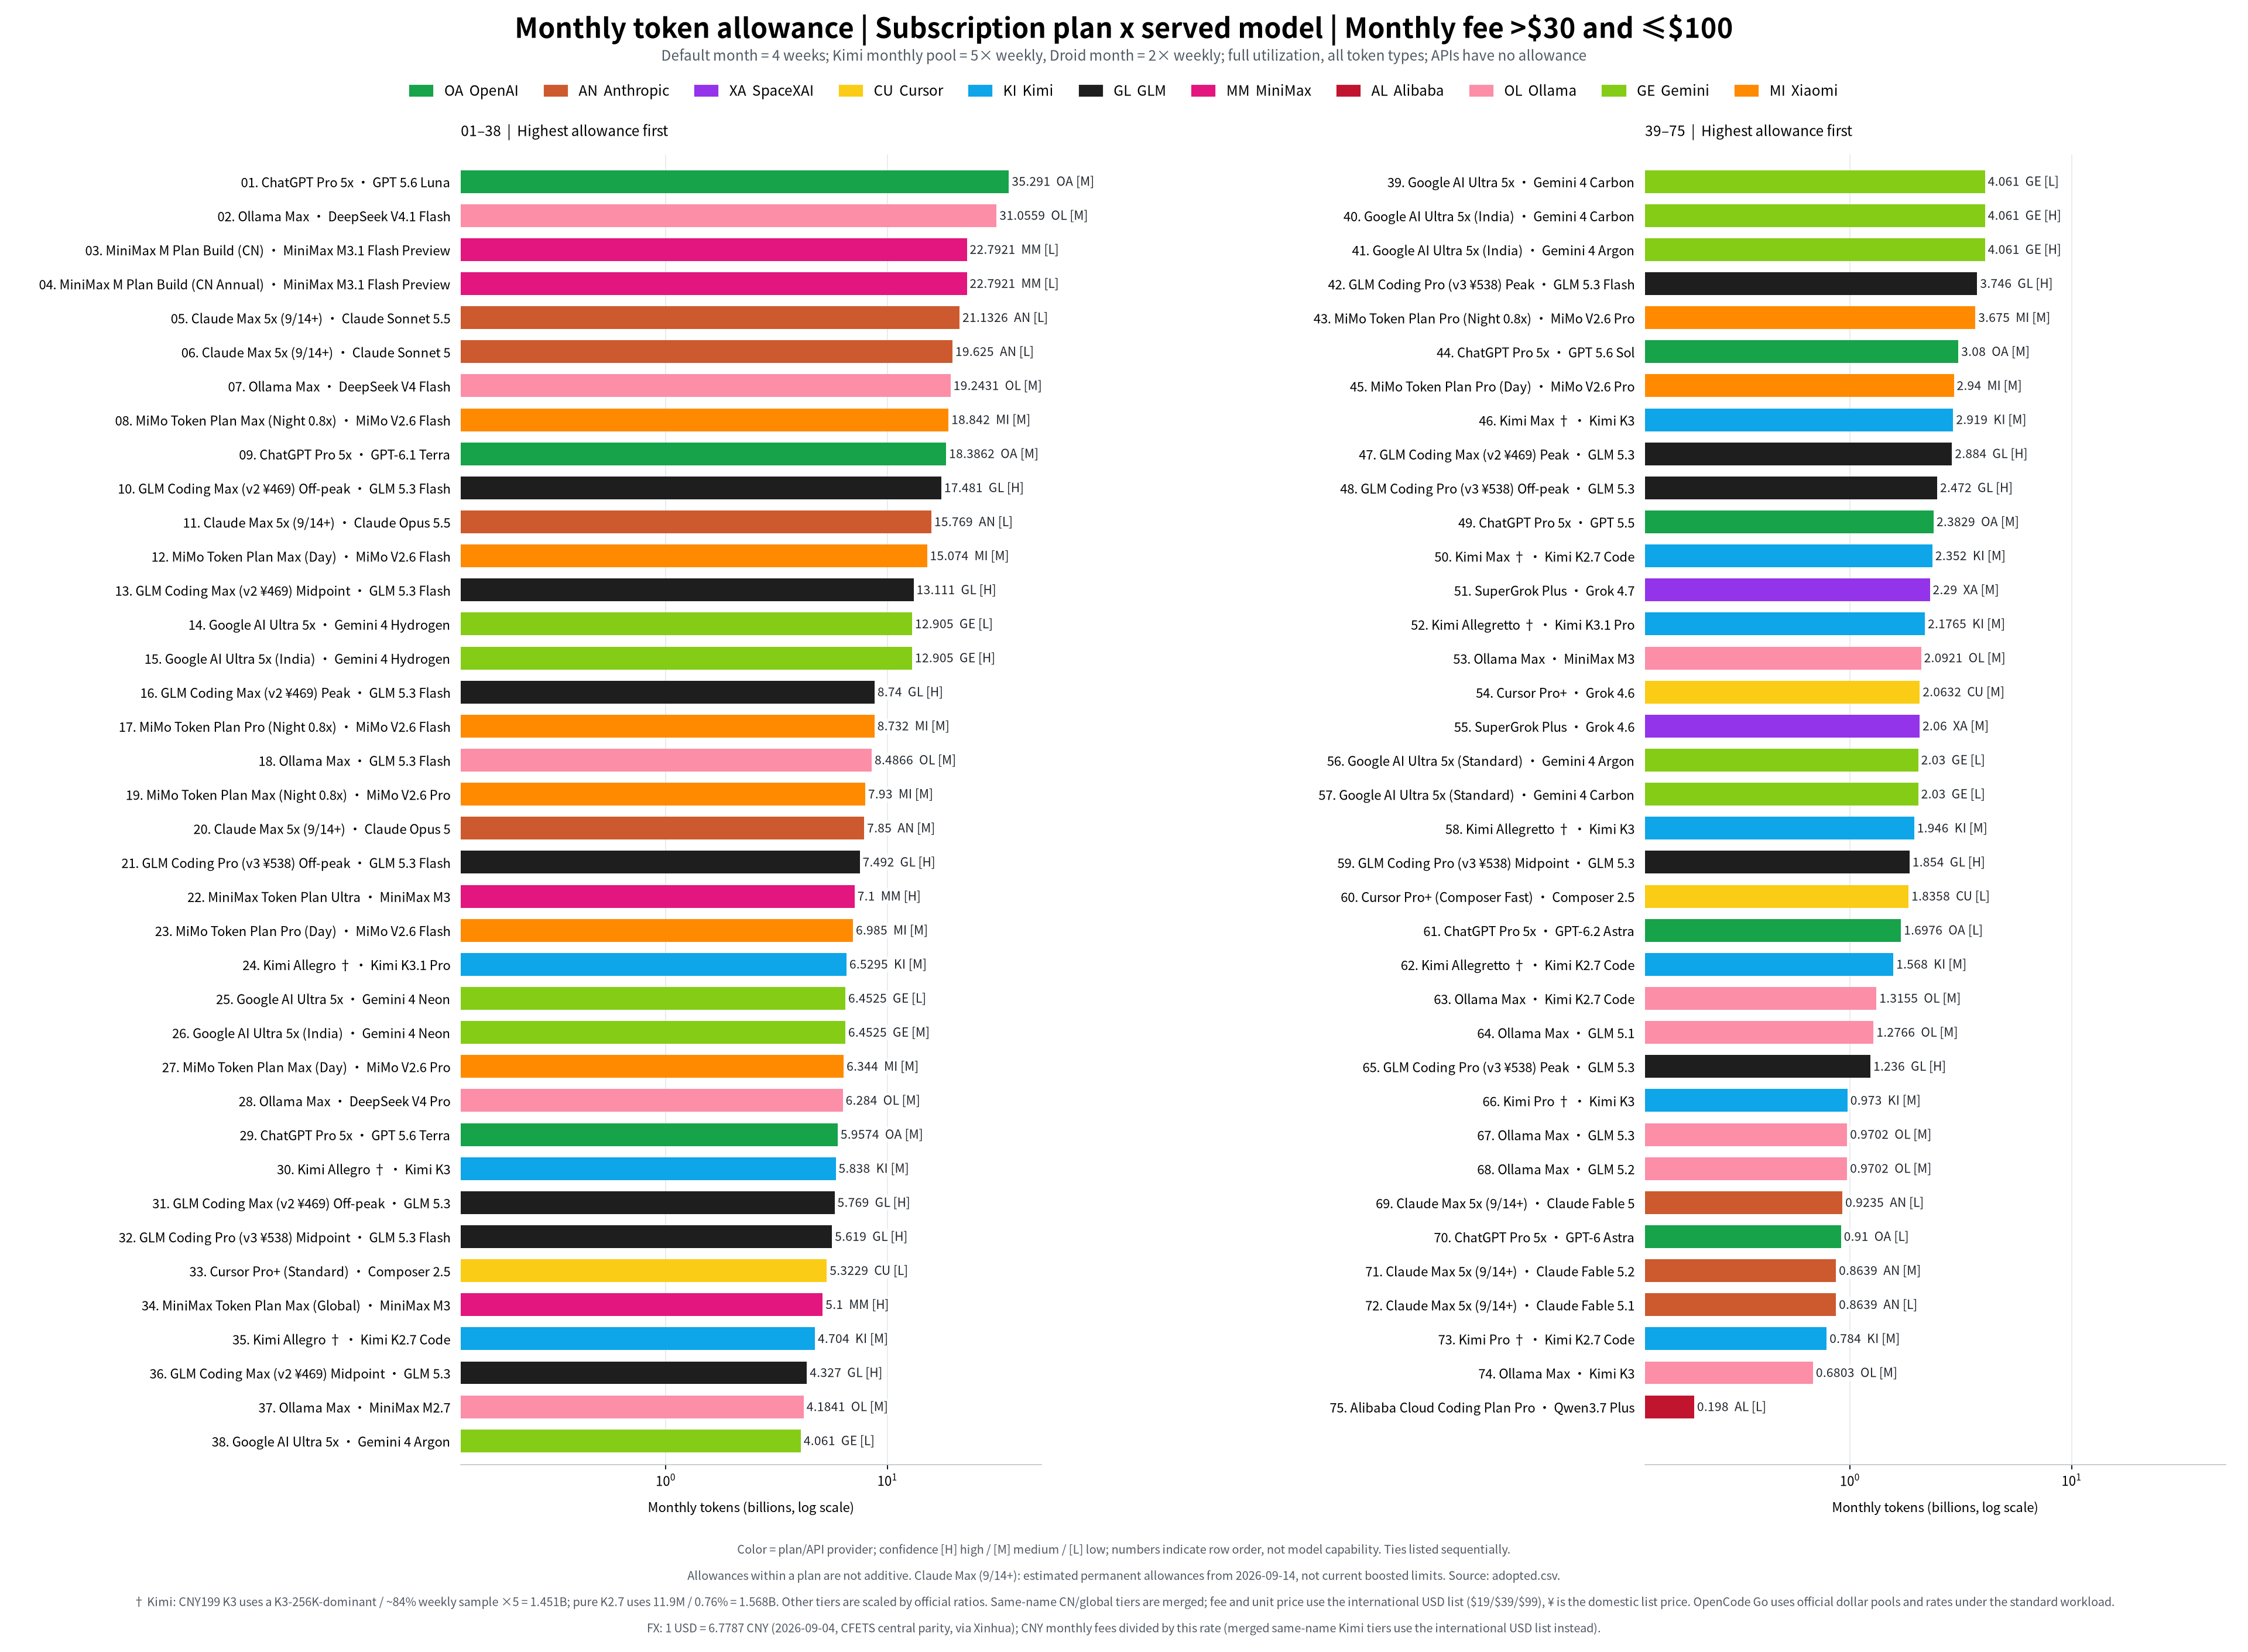 Monthly token allowance | Subscription plan x served model | Monthly fee >$30 and ≤$100
Default month = 4 weeks; Kimi monthly pool = 5× weekly, Droid month = 2× weekly; full utilization, all token types; APIs have no allowance
OA OpenAI AN Anthropic XA SpaceXAI CU Cursor KI Kimi GL GLM MM MiniMax AL Alibaba OL Ollama GE Gemini MI Xiaomi
01–38 | Highest allowance first
01. ChatGPT Pro 5x • GPT 5.6 Luna 35.291 OA [M]
02. Ollama Max • DeepSeek V4.1 Flash 31.0559 OL [M]
03. MiniMax M Plan Build (CN) • MiniMax M3.1 Flash Preview 22.7921 MM [L]
04. MiniMax M Plan Build (CN Annual) • MiniMax M3.1 Flash Preview 22.7921 MM [L]
05. Claude Max 5x (9/14+) • Claude Sonnet 5.5 21.1326 AN [L]
06. Claude Max 5x (9/14+) • Claude Sonnet 5 19.625 AN [L]
07. Ollama Max • DeepSeek V4 Flash 19.2431 OL [M]
08. MiMo Token Plan Max (Night 0.8x) • MiMo V2.6 Flash 18.842 MI [M]
09. ChatGPT Pro 5x • GPT-6.1 Terra 18.3862 OA [M]
10. GLM Coding Max (v2 ¥469) Off-peak • GLM 5.3 Flash 17.481 GL [H]
11. Claude Max 5x (9/14+) • Claude Opus 5.5 15.769 AN [L]
12. MiMo Token Plan Max (Day) • MiMo V2.6 Flash 15.074 MI [M]
13. GLM Coding Max (v2 ¥469) Midpoint • GLM 5.3 Flash 13.111 GL [H]
14. Google AI Ultra 5x • Gemini 4 Hydrogen 12.905 GE [L]
15. Google AI Ultra 5x (India) • Gemini 4 Hydrogen 12.905 GE [H]
16. GLM Coding Max (v2 ¥469) Peak • GLM 5.3 Flash 8.74 GL [H]
17. MiMo Token Plan Pro (Night 0.8x) • MiMo V2.6 Flash 8.732 MI [M]
18. Ollama Max • GLM 5.3 Flash 8.4866 OL [M]
19. MiMo Token Plan Max (Night 0.8x) • MiMo V2.6 Pro 7.93 MI [M]
20. Claude Max 5x (9/14+) • Claude Opus 5 7.85 AN [M]
21. GLM Coding Pro (v3 ¥538) Off-peak • GLM 5.3 Flash 7.492 GL [H]
22. MiniMax Token Plan Ultra • MiniMax M3 7.1 MM [H]
23. MiMo Token Plan Pro (Day) • MiMo V2.6 Flash 6.985 MI [M]
24. Kimi Allegro † • Kimi K3.1 Pro 6.5295 KI [M]
25. Google AI Ultra 5x • Gemini 4 Neon 6.4525 GE [L]
26. Google AI Ultra 5x (India) • Gemini 4 Neon 6.4525 GE [M]
27. MiMo Token Plan Max (Day) • MiMo V2.6 Pro 6.344 MI [M]
28. Ollama Max • DeepSeek V4 Pro 6.284 OL [M]
29. ChatGPT Pro 5x • GPT 5.6 Terra 5.9574 OA [M]
30. Kimi Allegro † • Kimi K3 5.838 KI [M]
31. GLM Coding Max (v2 ¥469) Off-peak • GLM 5.3 5.769 GL [H]
32. GLM Coding Pro (v3 ¥538) Midpoint • GLM 5.3 Flash 5.619 GL [H]
33. Cursor Pro+ (Standard) • Composer 2.5 5.3229 CU [L]
34. MiniMax Token Plan Max (Global) • MiniMax M3 5.1 MM [H]
35. Kimi Allegro † • Kimi K2.7 Code 4.704 KI [M]
36. GLM Coding Max (v2 ¥469) Midpoint • GLM 5.3 4.327 GL [H]
37. Ollama Max • MiniMax M2.7 4.1841 OL [M]
38. Google AI Ultra 5x • Gemini 4 Argon 4.061 GE [L]
10⁰ 10¹
Monthly tokens (billions, log scale)
39–75 | Highest allowance first
39. Google AI Ultra 5x • Gemini 4 Carbon 4.061 GE [L]
40. Google AI Ultra 5x (India) • Gemini 4 Carbon 4.061 GE [H]
41. Google AI Ultra 5x (India) • Gemini 4 Argon 4.061 GE [H]
42. GLM Coding Pro (v3 ¥538) Peak • GLM 5.3 Flash 3.746 GL [H]
43. MiMo Token Plan Pro (Night 0.8x) • MiMo V2.6 Pro 3.675 MI [M]
44. ChatGPT Pro 5x • GPT 5.6 Sol 3.08 OA [M]
45. MiMo Token Plan Pro (Day) • MiMo V2.6 Pro 2.94 MI [M]
46. Kimi Max † • Kimi K3 2.919 KI [M]
47. GLM Coding Max (v2 ¥469) Peak • GLM 5.3 2.884 GL [H]
48. GLM Coding Pro (v3 ¥538) Off-peak • GLM 5.3 2.472 GL [H]
49. ChatGPT Pro 5x • GPT 5.5 2.3829 OA [M]
50. Kimi Max † • Kimi K2.7 Code 2.352 KI [M]
51. SuperGrok Plus • Grok 4.7 2.29 XA [M]
52. Kimi Allegretto † • Kimi K3.1 Pro 2.1765 KI [M]
53. Ollama Max • MiniMax M3 2.0921 OL [M]
54. Cursor Pro+ • Grok 4.6 2.0632 CU [M]
55. SuperGrok Plus • Grok 4.6 2.06 XA [M]
56. Google AI Ultra 5x (Standard) • Gemini 4 Argon 2.03 GE [L]
57. Google AI Ultra 5x (Standard) • Gemini 4 Carbon 2.03 GE [L]
58. Kimi Allegretto † • Kimi K3 1.946 KI [M]
59. GLM Coding Pro (v3 ¥538) Midpoint • GLM 5.3 1.854 GL [H]
60. Cursor Pro+ (Composer Fast) • Composer 2.5 1.8358 CU [L]
61. ChatGPT Pro 5x • GPT-6.2 Astra 1.6976 OA [L]
62. Kimi Allegretto † • Kimi K2.7 Code 1.568 KI [M]
63. Ollama Max • Kimi K2.7 Code 1.3155 OL [M]
64. Ollama Max • GLM 5.1 1.2766 OL [M]
65. GLM Coding Pro (v3 ¥538) Peak • GLM 5.3 1.236 GL [H]
66. Kimi Pro † • Kimi K3 0.973 KI [M]
67. Ollama Max • GLM 5.3 0.9702 OL [M]
68. Ollama Max • GLM 5.2 0.9702 OL [M]
69. Claude Max 5x (9/14+) • Claude Fable 5 0.9235 AN [L]
70. ChatGPT Pro 5x • GPT-6 Astra 0.91 OA [L]
71. Claude Max 5x (9/14+) • Claude Fable 5.2 0.8639 AN [M]
72. Claude Max 5x (9/14+) • Claude Fable 5.1 0.8639 AN [L]
73. Kimi Pro † • Kimi K2.7 Code 0.784 KI [M]
74. Ollama Max • Kimi K3 0.6803 OL [M]
75. Alibaba Cloud Coding Plan Pro • Qwen3.7 Plus 0.198 AL [L]
10⁰ 10¹
Monthly tokens (billions, log scale)
Color = plan/API provider; confidence [H] high / [M] medium / [L] low; numbers indicate row order, not model capability. Ties listed sequentially.
Allowances within a plan are not additive. Claude Max (9/14+): estimated permanent allowances from 2026-09-14, not current boosted limits. Source: adopted.csv.
† Kimi: CNY199 K3 uses a K3-256K-dominant / ~84% weekly sample ×5 = 1.451B; pure K2.7 uses 11.9M / 0.76% = 1.568B. Other tiers are scaled by official ratios. Same-name CN/global tiers are merged; fee and unit price use the international USD list ($19/$39/$99), ¥ is the domestic list price. OpenCode Go uses official dollar pools and rates under the standard workload.
FX: 1 USD = 6.7787 CNY (2026-09-04, CFETS central parity, via Xinhua); CNY monthly fees divided by this rate (merged same-name Kimi tiers use the international USD list instead).